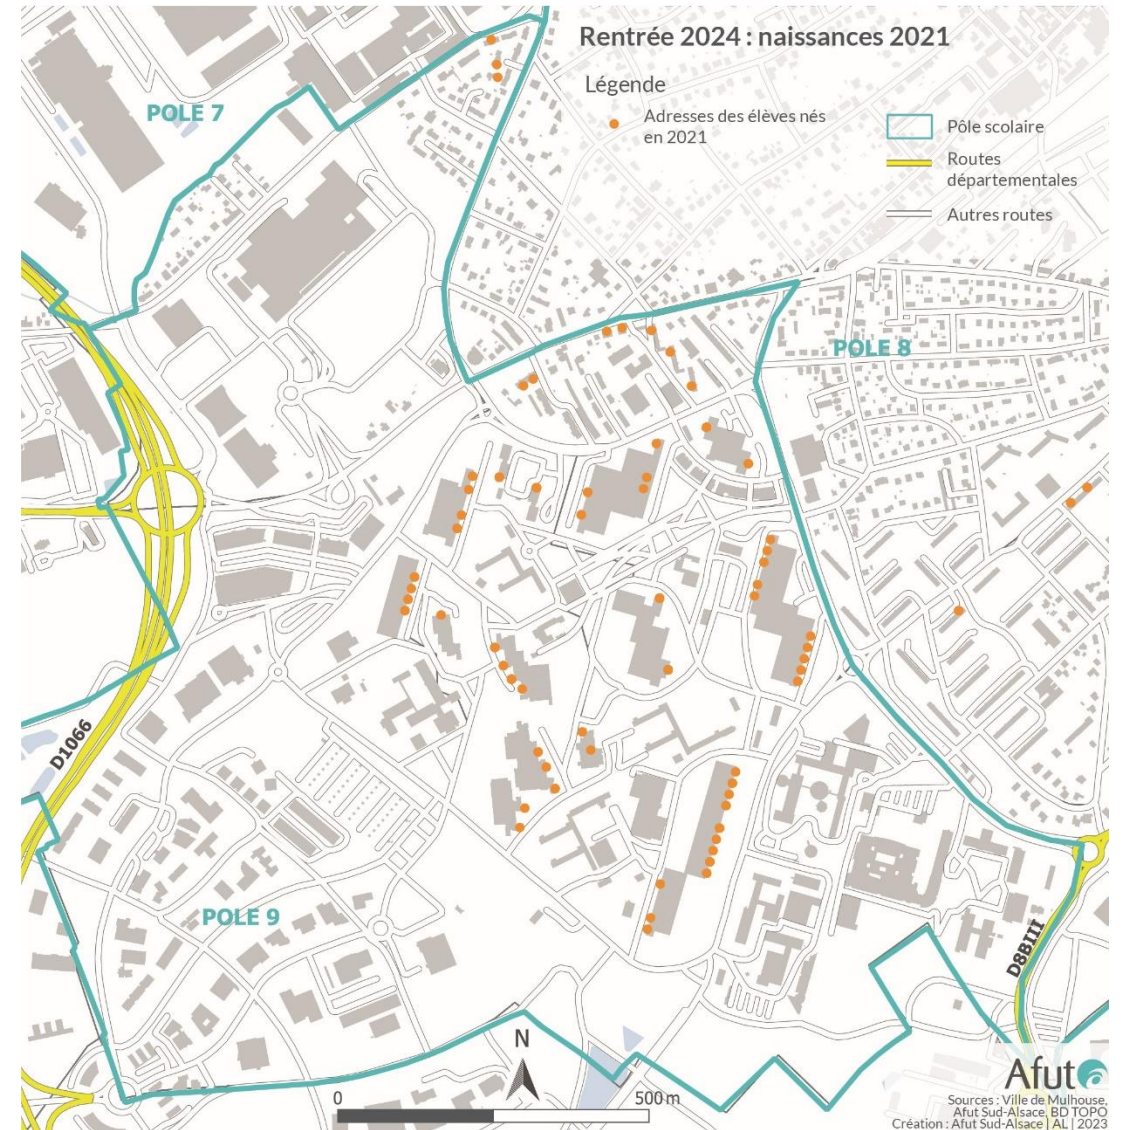 Rentrée 2024 : naissances 2021
Légende
Adresses des élèves nés
en 2021
Pôle scolaire
Routes
départementales
Autres routes
POLE 7
POLE 8
D1066
POLE 9
D8BIII
N
0
500 m
Afut
Sources : Ville de Mulhouse,
Afut Sud-Alsace, BD TOPO
Création : Afut Sud-Alsace | AL | 2023